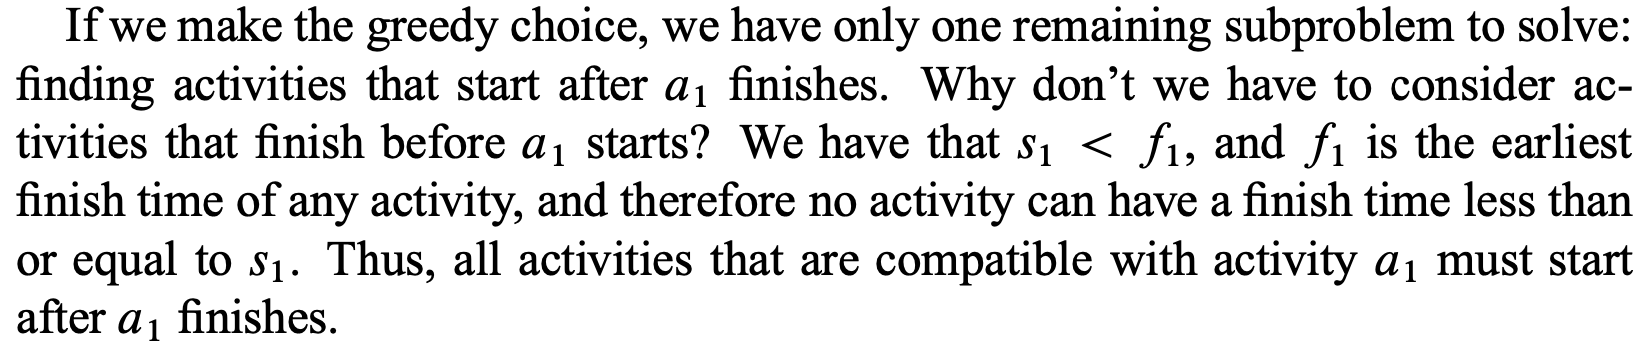 If we make the greedy choice, we have only one remaining subproblem to solve:
finding activities that start after a₁ finishes. Why don’t we have to consider ac-
tivities that finish before a₁ starts? We have that s₁ < f₁, and f₁ is the earliest
finish time of any activity, and therefore no activity can have a finish time less than
or equal to s₁. Thus, all activities that are compatible with activity a₁ must start
after a₁ finishes.